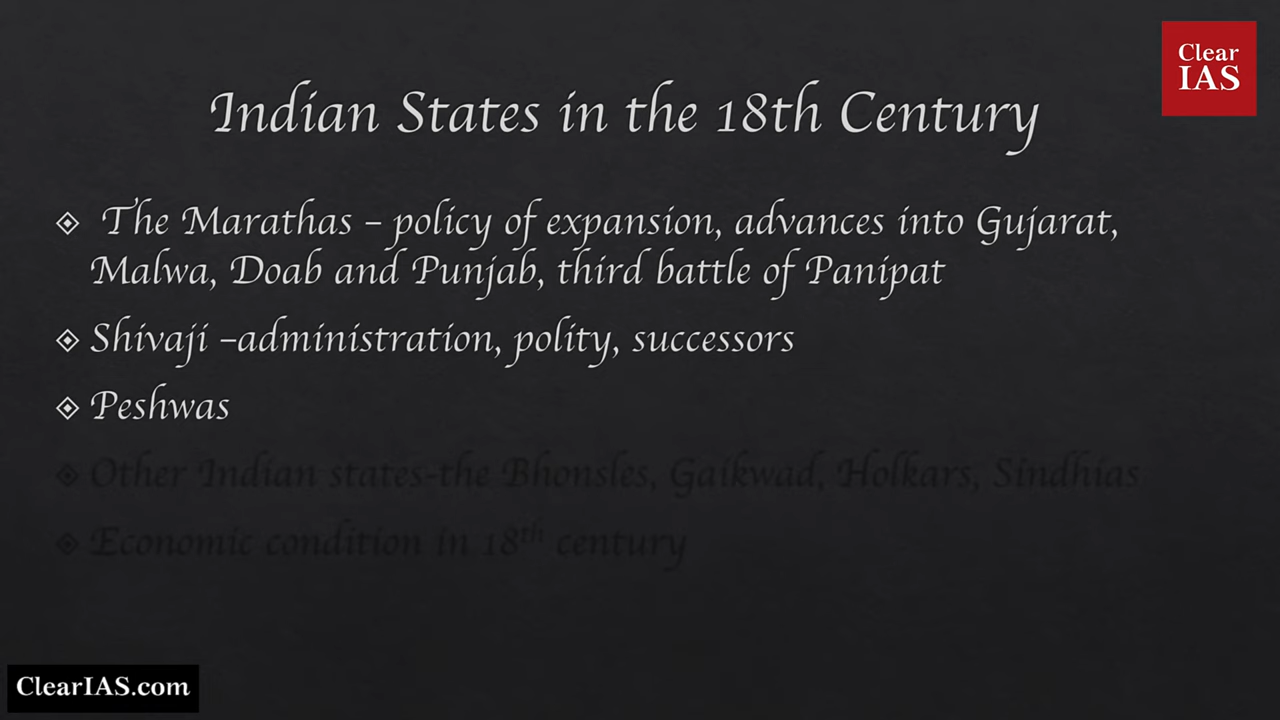 Clear
IAS
Indian States in the 18th Century
The Marathas – policy of expansion, advances into Gujarat,
Malwa, Doab and Punjab, third battle of Panipat
Shivaji –administration, polity, successors
Peshwas
Other Indian states-the Bhonsles, Gaikwad, Holkars, Sindhias
Economic condition in 18th century
ClearIAS.com